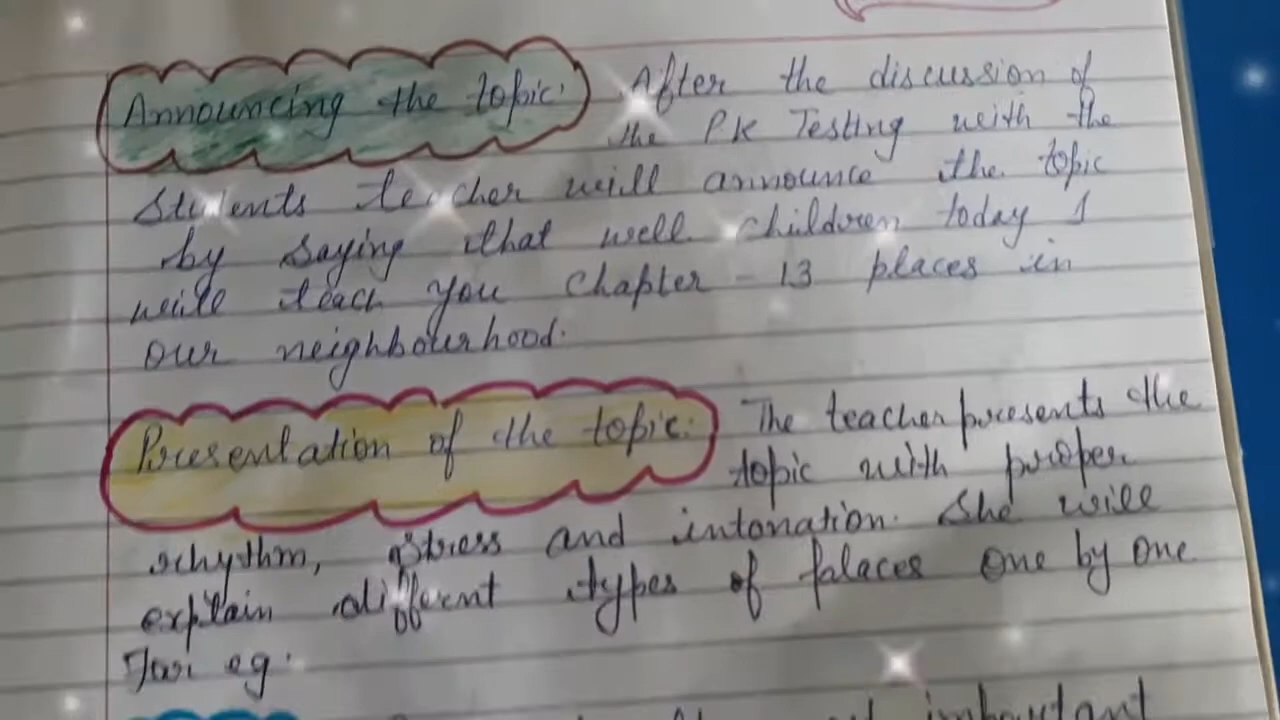 Announcing the topic: After the discussion of
the P.K Testing with the
Students teacher will announce the topic
by saying that well children today I
will teach you Chapter - 13 places in
our neighbourhood.
Presentation of the topic: The teacher presents the
topic with proper
rhythm, stress and intonation. She will
explain different types of places one by one
For eg.
important